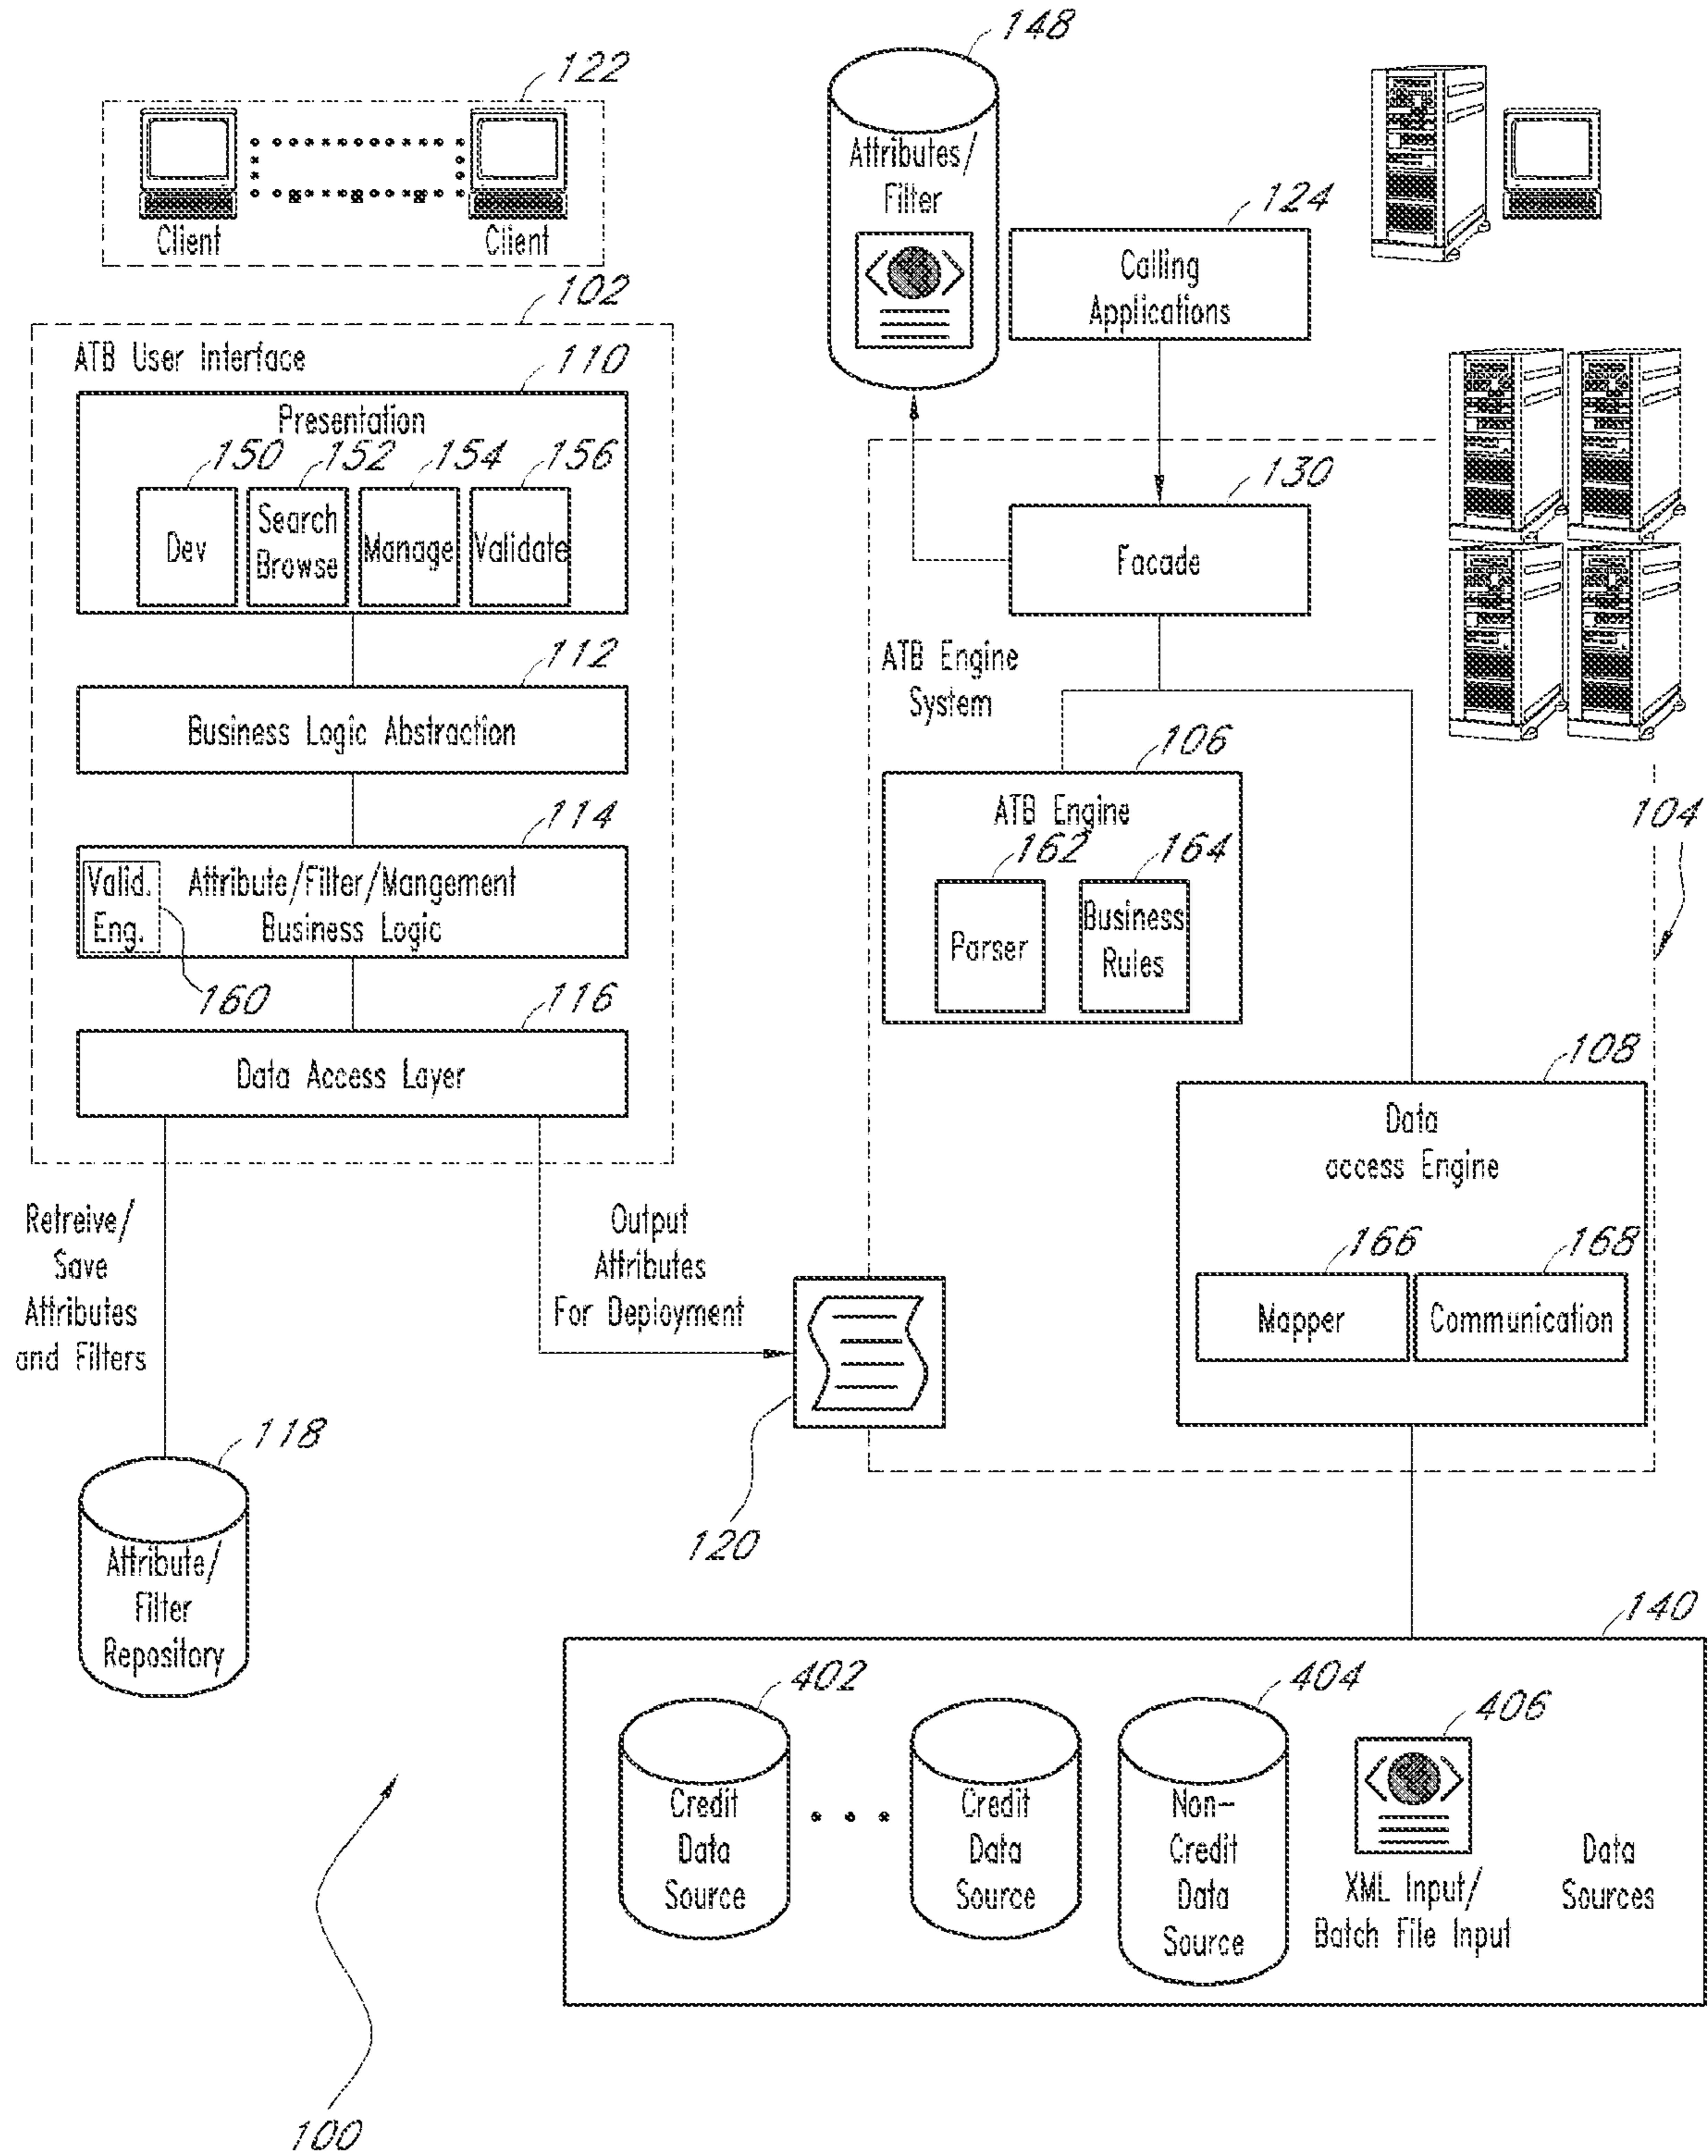 148
122
Client
Client
Attributes/
Filter
124
Calling
Applications
102
ATB User Interface
110
Presentation
150
152
154
156
Dev
Search
Browse
Manage
Validate
130
Facade
ATB Engine
System
112
Business Logic Abstraction
106
ATB Engine
162
164
Parser
Business
Rules
104
114
Valid.
Eng.
Attribute/Filter/Mangement
Business Logic
160
116
Data Access Layer
108
Data
access Engine
166
168
Mapper
Communication
Retreive/
Save
Attributes
and Filters
Output
Attributes
For Deployment
120
118
Attribute/
Filter
Repository
140
402
404
406
Credit
Data
Source
Credit
Data
Source
Non-
Credit
Data
Source
XML Input/
Batch File Input
Data
Sources
100